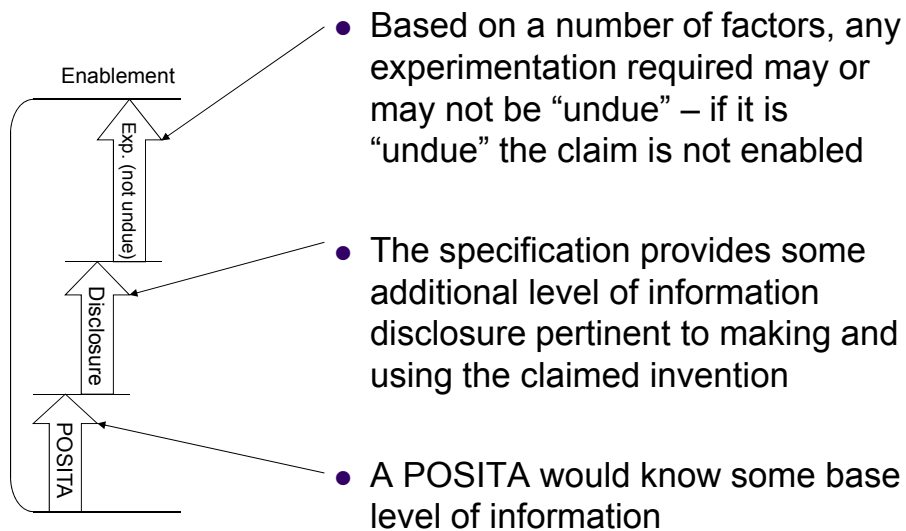 Enablement
Exp. (not undue)
Disclosure
POSITA
● Based on a number of factors, any
experimentation required may or
may not be “undue” – if it is
“undue” the claim is not enabled
● The specification provides some
additional level of information
disclosure pertinent to making and
using the claimed invention
● A POSITA would know some base
level of information